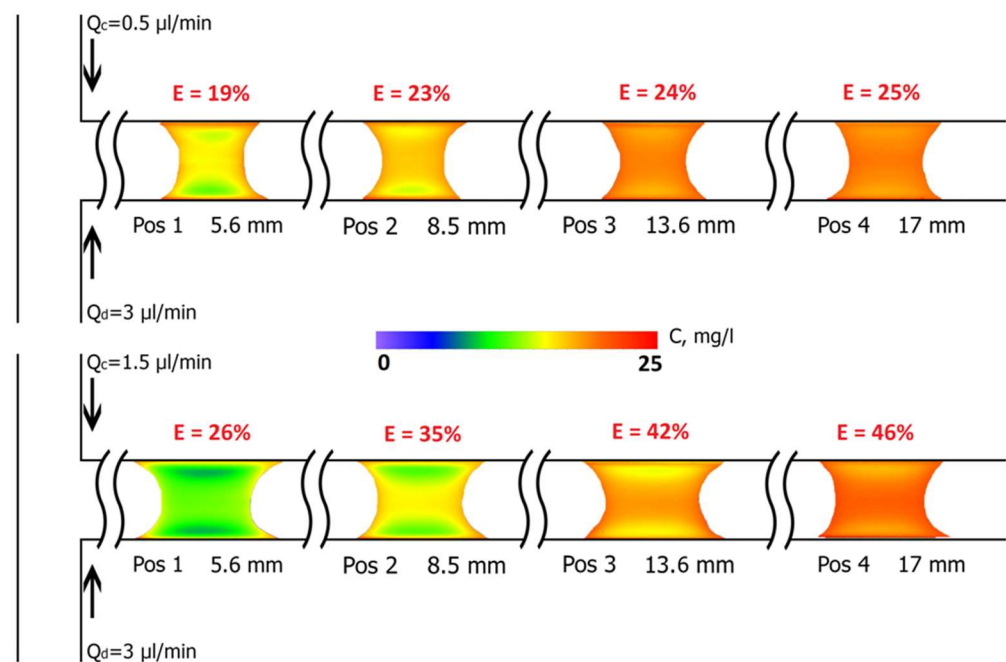 Qc=0.5 µl/min
E = 19% E = 23% E = 24% E = 25%
Pos 1 5.6 mm Pos 2 8.5 mm Pos 3 13.6 mm Pos 4 17 mm
Qd=3 µl/min
C, mg/l
0 25
Qc=1.5 µl/min
E = 26% E = 35% E = 42% E = 46%
Pos 1 5.6 mm Pos 2 8.5 mm Pos 3 13.6 mm Pos 4 17 mm
Qd=3 µl/min